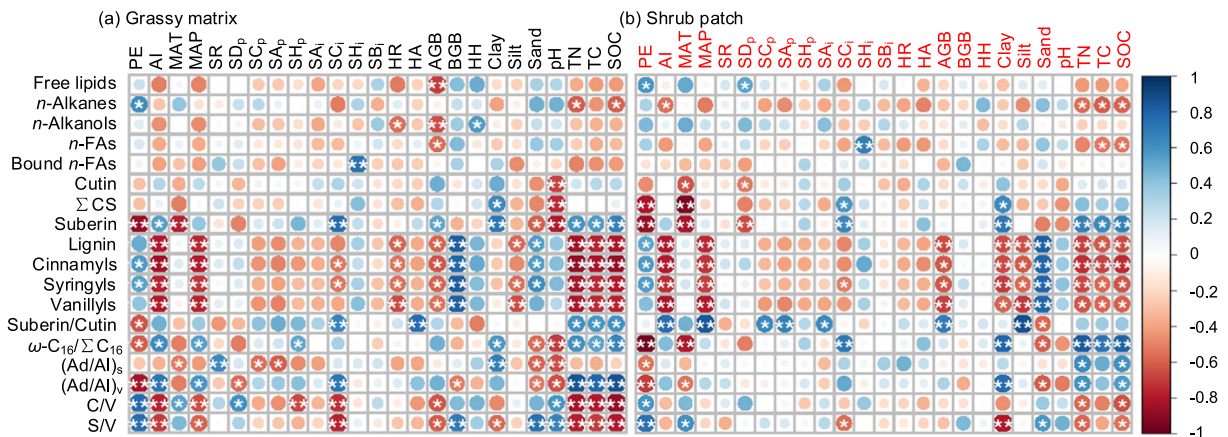 (a) Grassy matrix
(b) Shrub patch
PE AI MAT MAP SR SDp SCp SAp SHp SAi SCi SHi SBi HR HA AGB BGB HH Clay Silt Sand pH TN TC SOC
PE AI MAT MAP SR SDp SCp SAp SHp SAi SCi SHi SBi HR HA AGB BGB HH Clay Silt Sand pH TN TC SOC
Free lipids
n-Alkanes
n-Alkanols
n-FAs
Bound n-FAs
Cutin
∑CS
Suberin
Lignin
Cinnamyls
Syringyls
Vanillyls
Suberin/Cutin
ω-C₁₆/∑C₁₆
(Ad/Al)s
(Ad/Al)v
C/V
S/V
1
0.8
0.6
0.4
0.2
0
-0.2
-0.4
-0.6
-0.8
-1